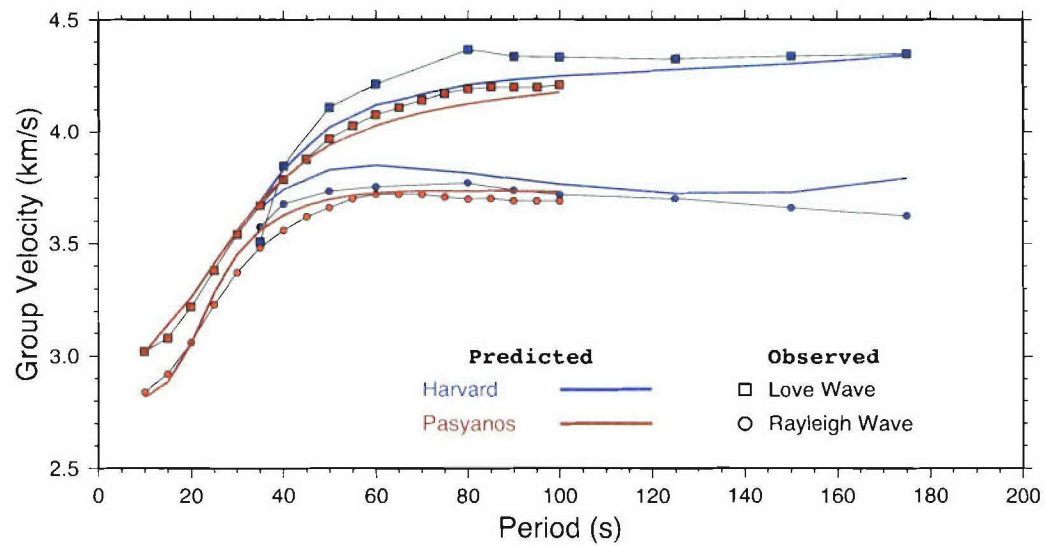 4.5
4.0
3.5
3.0
2.5
Group Velocity (km/s)
Predicted Observed
Harvard Love Wave
Pasyanos Rayleigh Wave
0 20 40 60 80 100 120 140 160 180 200
Period (s)